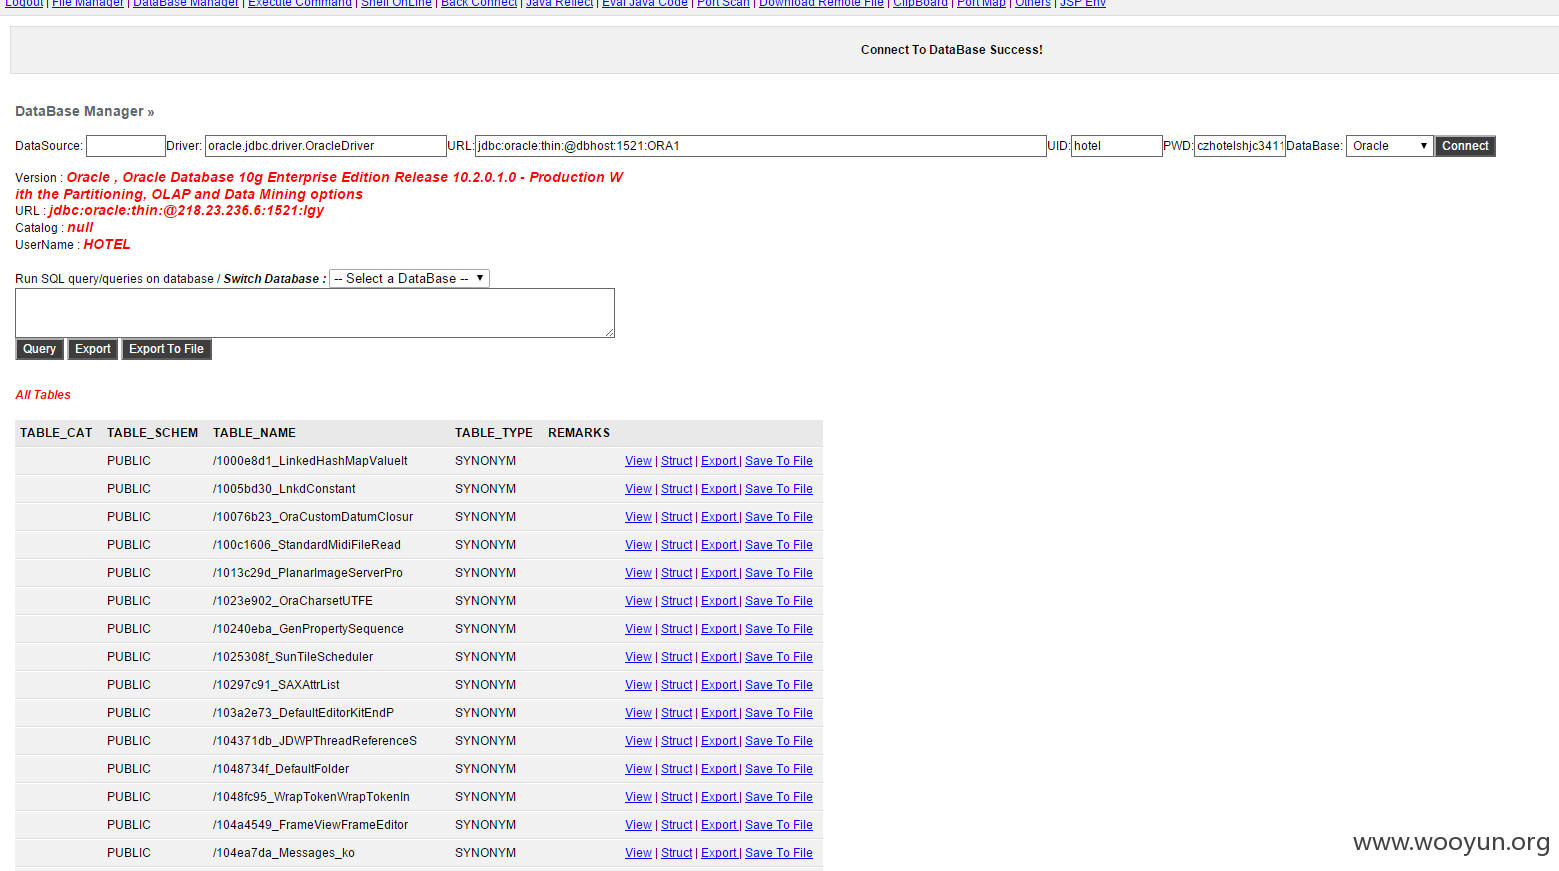 Logout | File Manager | DataBase Manager | Execute Command | Shell OnLine | Back Connect | Java Reflect | Eval Java Code | Port Scan | Download Remote File | ClipBoard | Port Map | Others | JSP Env
Connect To DataBase Success!
DataBase Manager »
DataSource: Driver: oracle.jdbc.driver.OracleDriver URL: jdbc:oracle:thin:@dbhost:1521:ORA1 UID: hotel PWD: czhotelshjc3411 DataBase: Oracle Connect
Version : Oracle , Oracle Database 10g Enterprise Edition Release 10.2.0.1.0 - Production W
ith the Partitioning, OLAP and Data Mining options
URL : jdbc:oracle:thin:@218.23.236.6:1521:lgy
Catalog : null
UserName : HOTEL
Run SQL query/queries on database / Switch Database : -- Select a DataBase --
Query Export Export To File
All Tables
TABLE_CAT TABLE_SCHEM TABLE_NAME TABLE_TYPE REMARKS
PUBLIC /1000e8d1_LinkedHashMapValueIt SYNONYM View | Struct | Export | Save To File
PUBLIC /1005bd30_LnkdConstant SYNONYM View | Struct | Export | Save To File
PUBLIC /10076b23_OraCustomDatumClosur SYNONYM View | Struct | Export | Save To File
PUBLIC /100c1606_StandardMidiFileRead SYNONYM View | Struct | Export | Save To File
PUBLIC /1013c29d_PlanarImageServerPro SYNONYM View | Struct | Export | Save To File
PUBLIC /1023e902_OraCharsetUTFE SYNONYM View | Struct | Export | Save To File
PUBLIC /10240eba_GenPropertySequence SYNONYM View | Struct | Export | Save To File
PUBLIC /1025308f_SunTileScheduler SYNONYM View | Struct | Export | Save To File
PUBLIC /10297c91_SAXAttrList SYNONYM View | Struct | Export | Save To File
PUBLIC /103a2e73_DefaultEditorKitEndP SYNONYM View | Struct | Export | Save To File
PUBLIC /104371db_JDWPThreadReferenceS SYNONYM View | Struct | Export | Save To File
PUBLIC /1048734f_DefaultFolder SYNONYM View | Struct | Export | Save To File
PUBLIC /1048fc95_WrapTokenWrapTokenIn SYNONYM View | Struct | Export | Save To File
PUBLIC /104a4549_FrameViewFrameEditor SYNONYM View | Struct | Export | Save To File
PUBLIC /104ea7da_Messages_ko SYNONYM View | Struct | Export | Save To File
www.wooyun.org